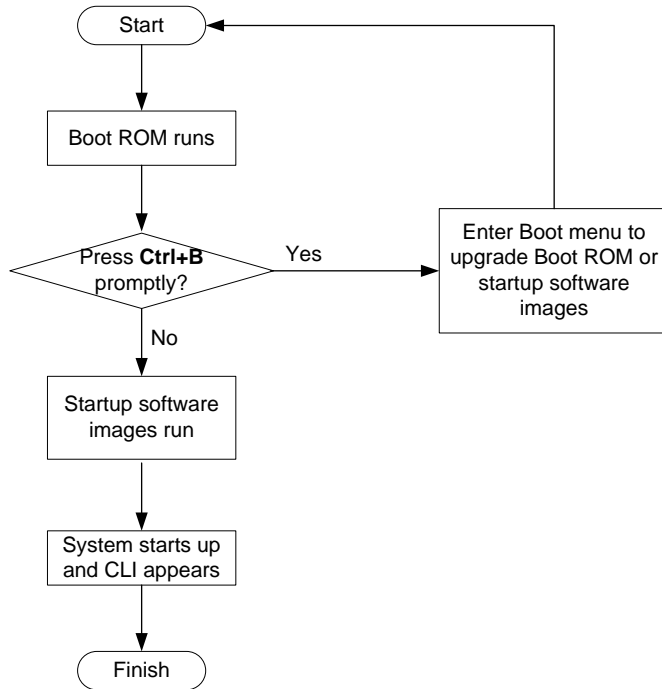 Start
Boot ROM runs
Press Ctrl+B
promptly?
Yes
Enter Boot menu to
upgrade Boot ROM or
startup software
images
No
Startup software
images run
System starts up
and CLI appears
Finish